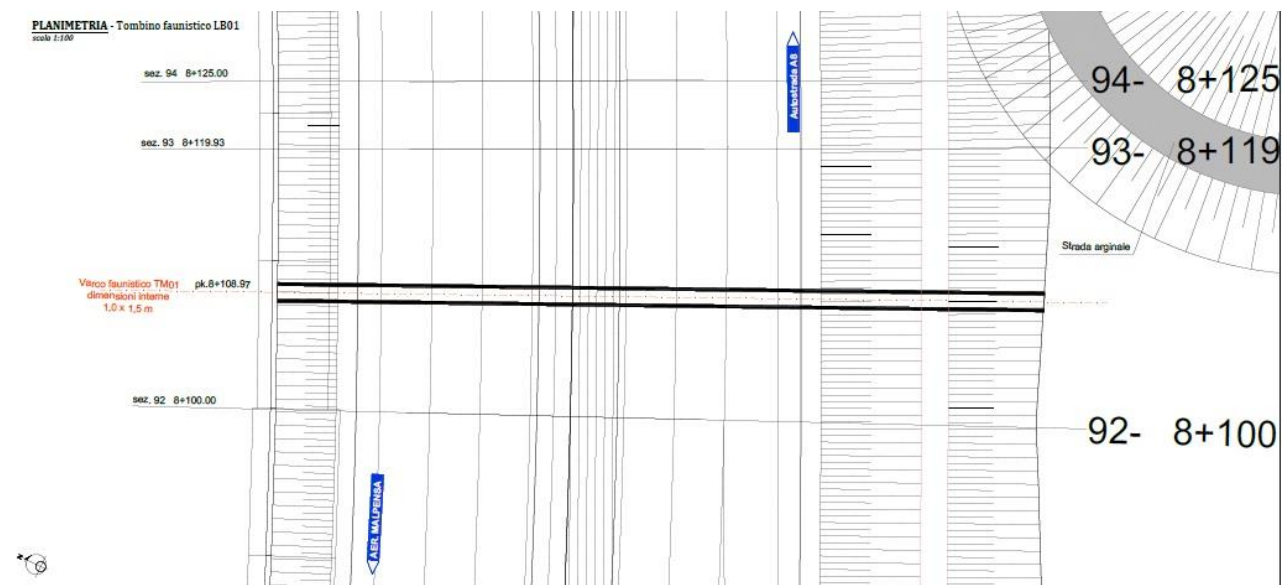 PLANIMETRIA - Tombino faunistico LB01
scala 1:100
sez. 94 8+125.00
94- 8+125
Autostrada A8
sez. 93 8+119.93
93- 8+119
Strada arginale
Varco faunistico TM01 pk.8+108.97
dimensioni interne
1,0 x 1,5 m
sez. 92 8+100.00
92- 8+100
AER. MALPENSA
N